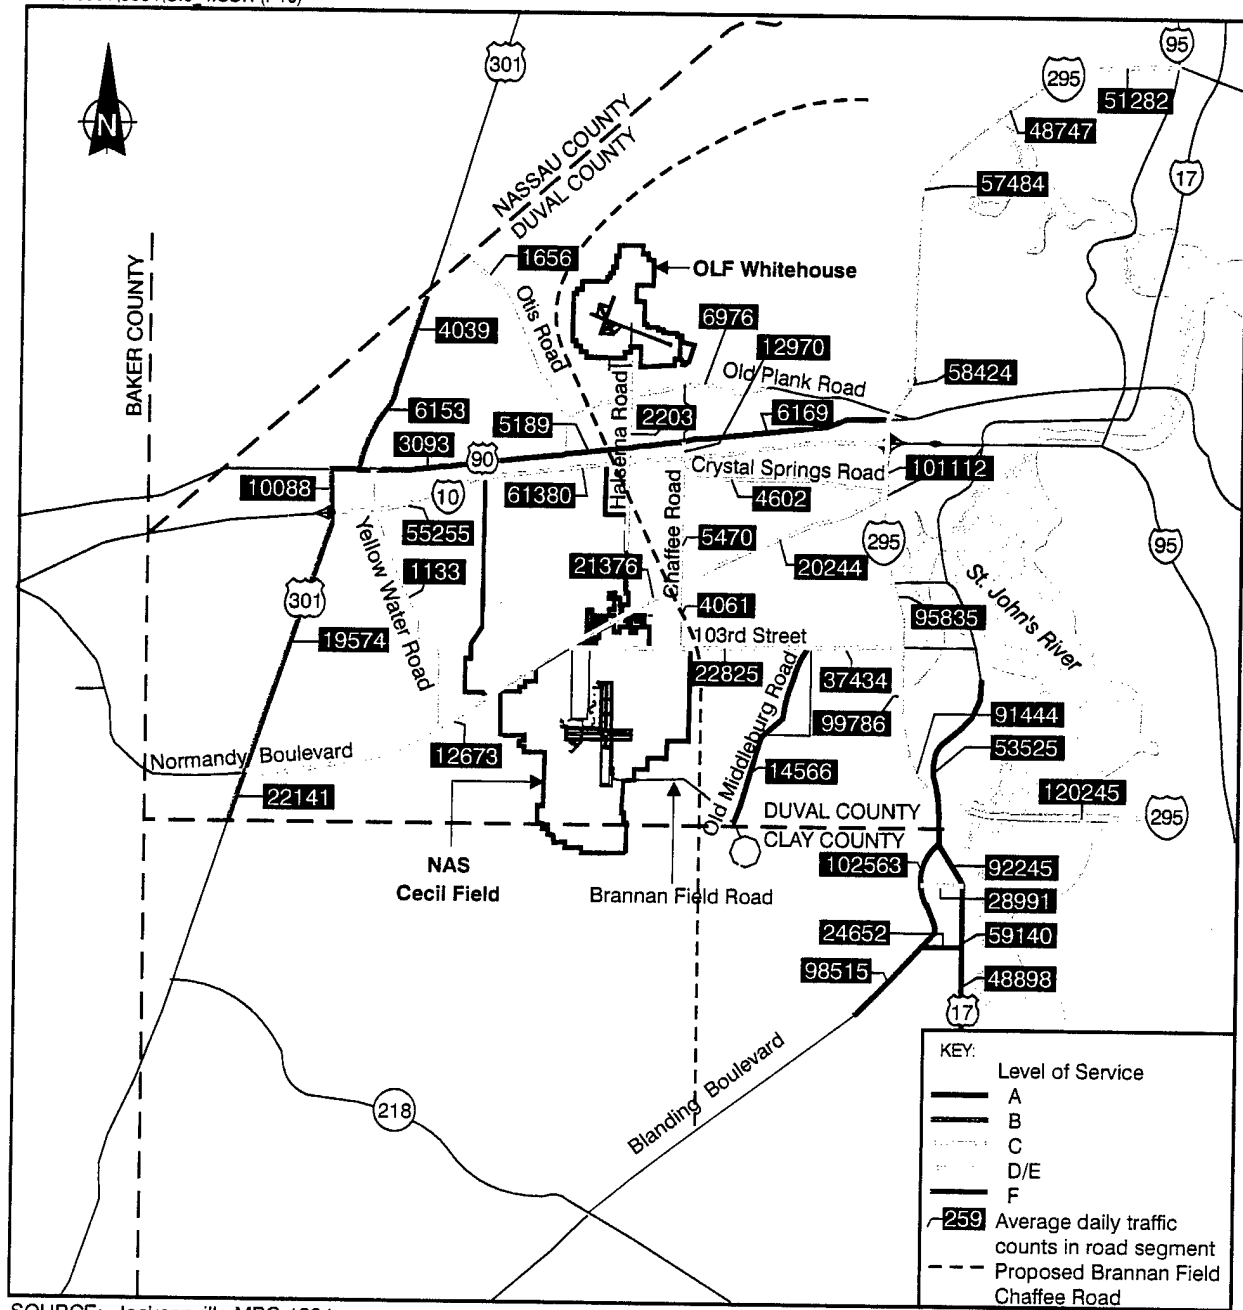 301
95
295
51282
48747
17
57484
NASSAU COUNTY
DUVAL COUNTY
N
BAKER COUNTY
1656
OLF Whitehouse
Otis Road
4039
6976
12970
Old Plank Road
58424
6153
5189
Halsema Road
2203
6169
3093
90
Crystal Springs Road
101112
10088
10
61380
4602
55255
Chaffee Road
5470
295
95
Yellow Water Road
1133
21376
20244
St. John's River
301
4061
95835
19574
103rd Street
22825
37434
Old Middleburg Road
99786
91444
Normandy Boulevard
12673
53525
14566
22141
120245
295
DUVAL COUNTY
CLAY COUNTY
NAS
Cecil Field
Brannan Field Road
102563
92245
28991
24652
59140
98515
48898
17
Blanding Boulevard
218
KEY:
Level of Service
A
B
C
D/E
F
259 Average daily traffic
counts in road segment
Proposed Brannan Field
Chaffee Road